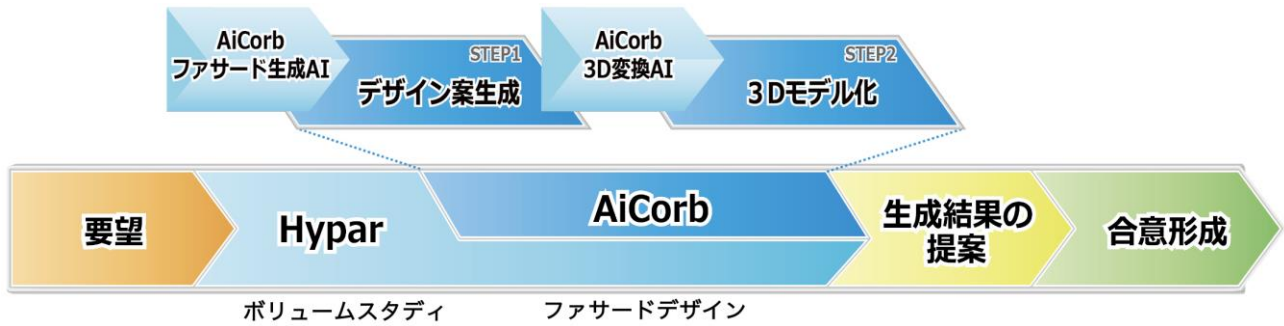 AiCorb
ファサード生成AI
STEP1
デザイン案生成
AiCorb
3D変換AI
STEP2
3Dモデル化
要望
Hypar
AiCorb
生成結果の
提案
合意形成
ボリュームスタディ
ファサードデザイン